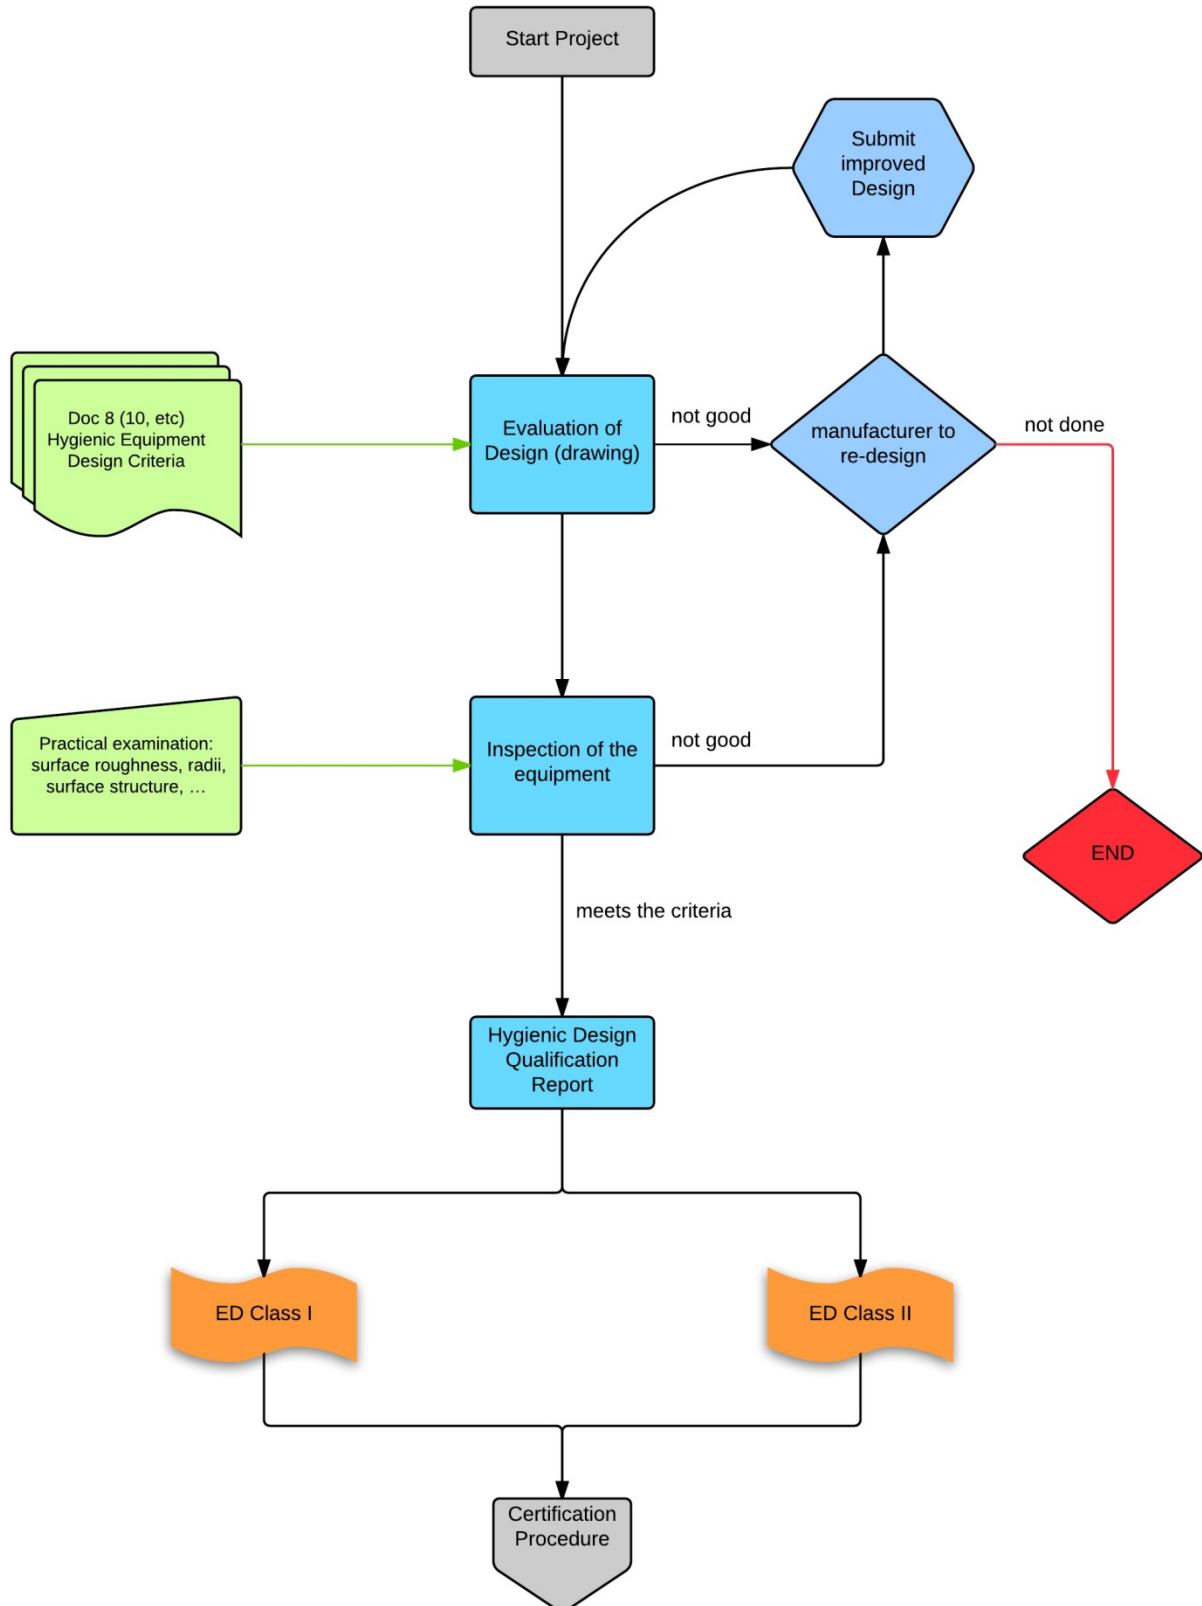 Start Project
Submit
improved
Design
Doc 8 (10, etc)
Hygienic Equipment
Design Criteria
Evaluation of
Design (drawing)
not good
manufacturer to
re-design
not done
Practical examination:
surface roughness, radii,
surface structure, …
Inspection of the
equipment
not good
END
meets the criteria
Hygienic Design
Qualification
Report
ED Class I
ED Class II
Certification
Procedure